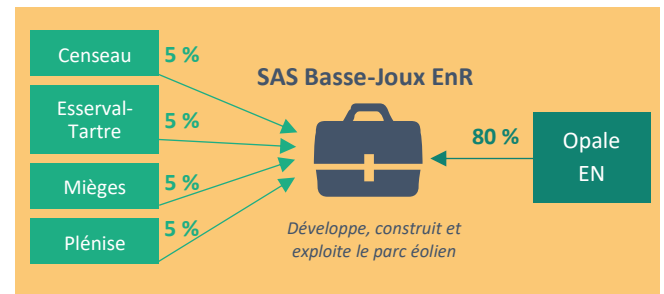 Censeau
5 %
Esserval-
Tartre
5 %
Mièges
5 %
Plénise
5 %
SAS Basse-Joux EnR
Développe, construit et
exploite le parc éolien
80 %
Opale
EN